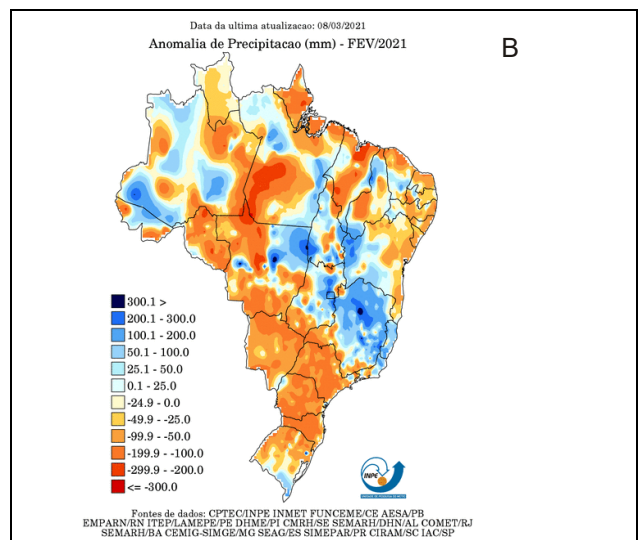 Data da ultima atualizacao: 08/03/2021
Anomalia de Precipitacao (mm) - FEV/2021
B
300.1 >
200.1 - 300.0
100.1 - 200.0
50.1 - 100.0
25.1 - 50.0
0.1 - 25.0
-24.9 - 0.0
-49.9 - -25.0
-99.9 - -50.0
-199.9 - -100.0
-299.9 - -200.0
<= -300.0
INPE
Fontes de dados: CPTEC/INPE INMET FUNCEME/CE AESA/PB
EMPARN/RN ITEP/LAMEPE/PE DHME/PI CMRH/SE SEMARH/DHN/AL COMET/RJ
SEMARH/BA CEMIG-SIMGE/MG SEAG/ES SIMEPAR/PR CIRAM/SC IAC/SP